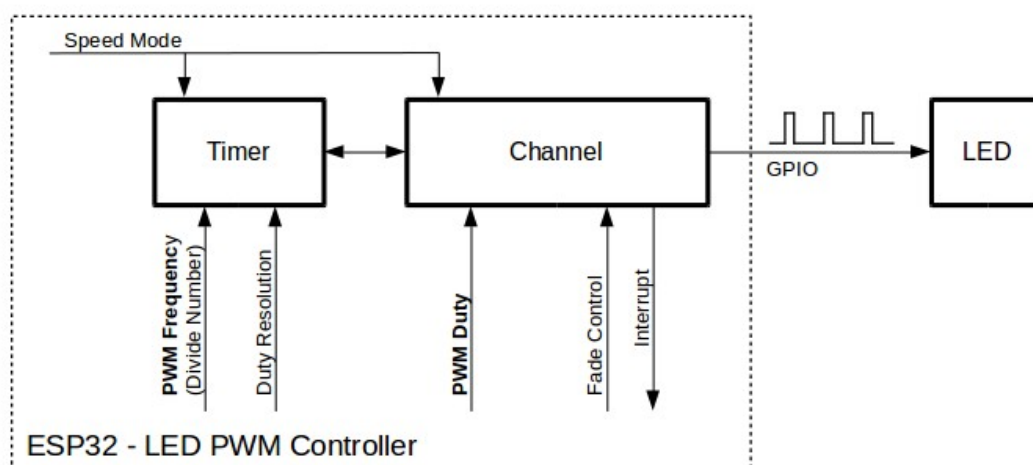 Speed Mode
Timer
Channel
GPIO
LED
PWM Frequency
(Divide Number)
Duty Resolution
PWM Duty
Fade Control
Interrupt
ESP32 - LED PWM Controller